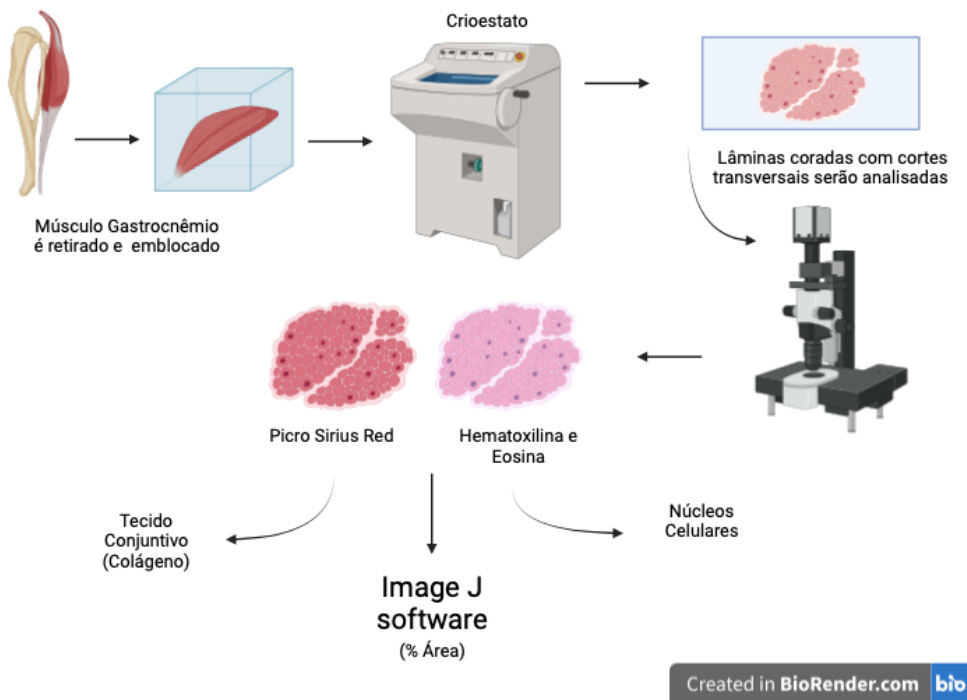 Crioestato
Músculo Gastrocnêmio
é retirado e emblocado
Lâminas coradas com cortes
transversais serão analisadas
Picro Sirius Red
Hematoxilina e
Eosina
Tecido
Conjuntivo
(Colágeno)
Núcleos
Celulares
Image J
software
(% Área)
Created in BioRender.com bio